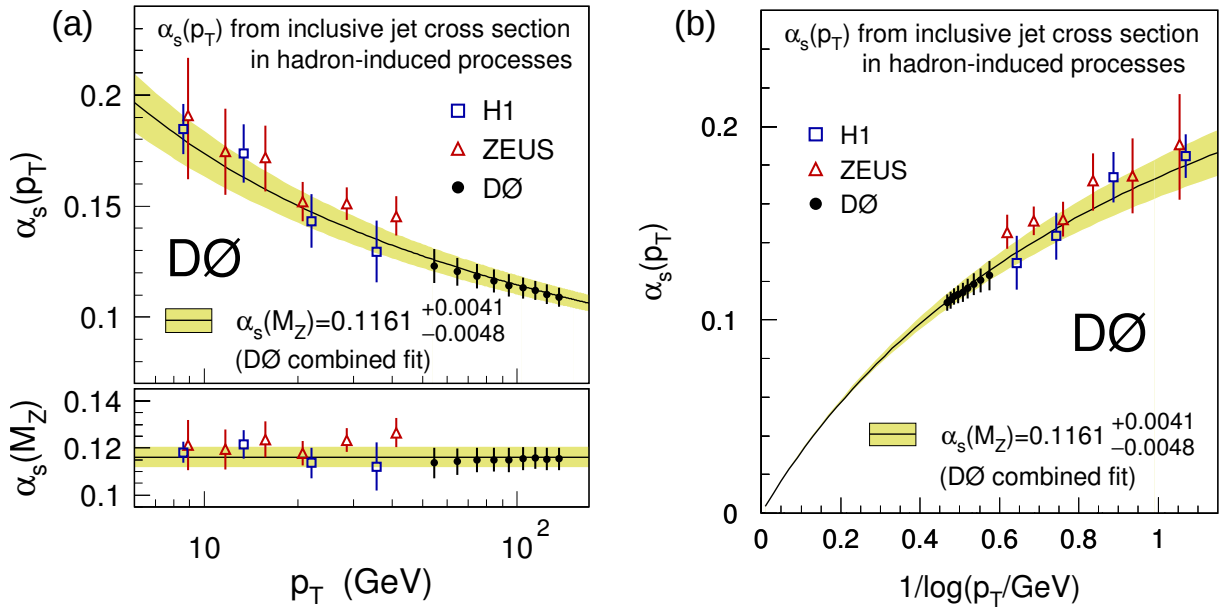 (a)
αs(pT) from inclusive jet cross section
in hadron-induced processes
H1
ZEUS
DØ
DØ
αs(MZ)=0.1161 +0.0041
−0.0048
(DØ combined fit)
αs(pT)
0.2
0.15
0.1
αs(MZ)
0.14
0.12
0.1
10
10²
pT (GeV)
(b)
αs(pT) from inclusive jet cross section
in hadron-induced processes
H1
ZEUS
DØ
DØ
αs(MZ)=0.1161 +0.0041
−0.0048
(DØ combined fit)
αs(pT)
0.2
0.1
0
0 0.2 0.4 0.6 0.8 1
1/log(pT/GeV)